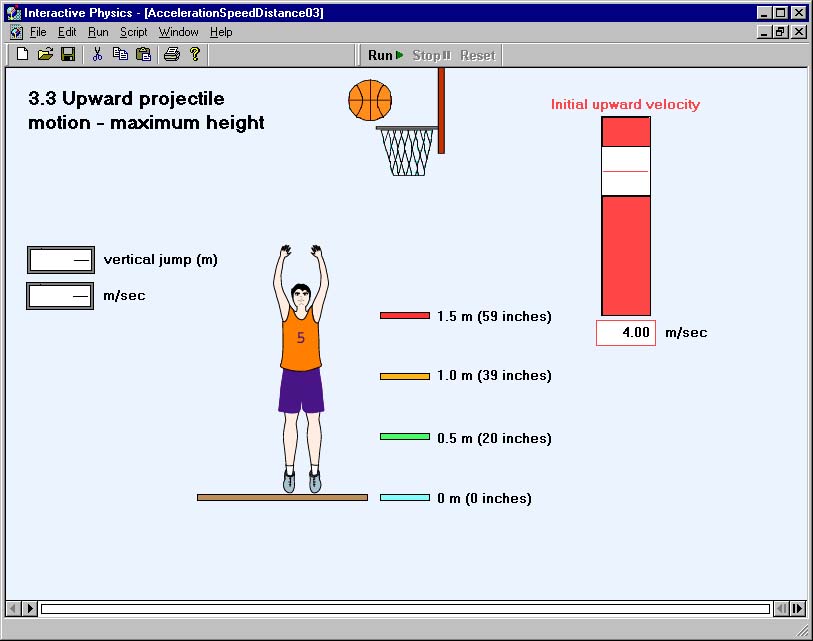 Interactive Physics - [AccelerationSpeedDistance03]
File Edit Run Script Window Help
Run Stop Reset
3.3 Upward projectile
motion - maximum height
Initial upward velocity
vertical jump (m)
m/sec
5
1.5 m (59 inches)
4.00 m/sec
1.0 m (39 inches)
0.5 m (20 inches)
0 m (0 inches)